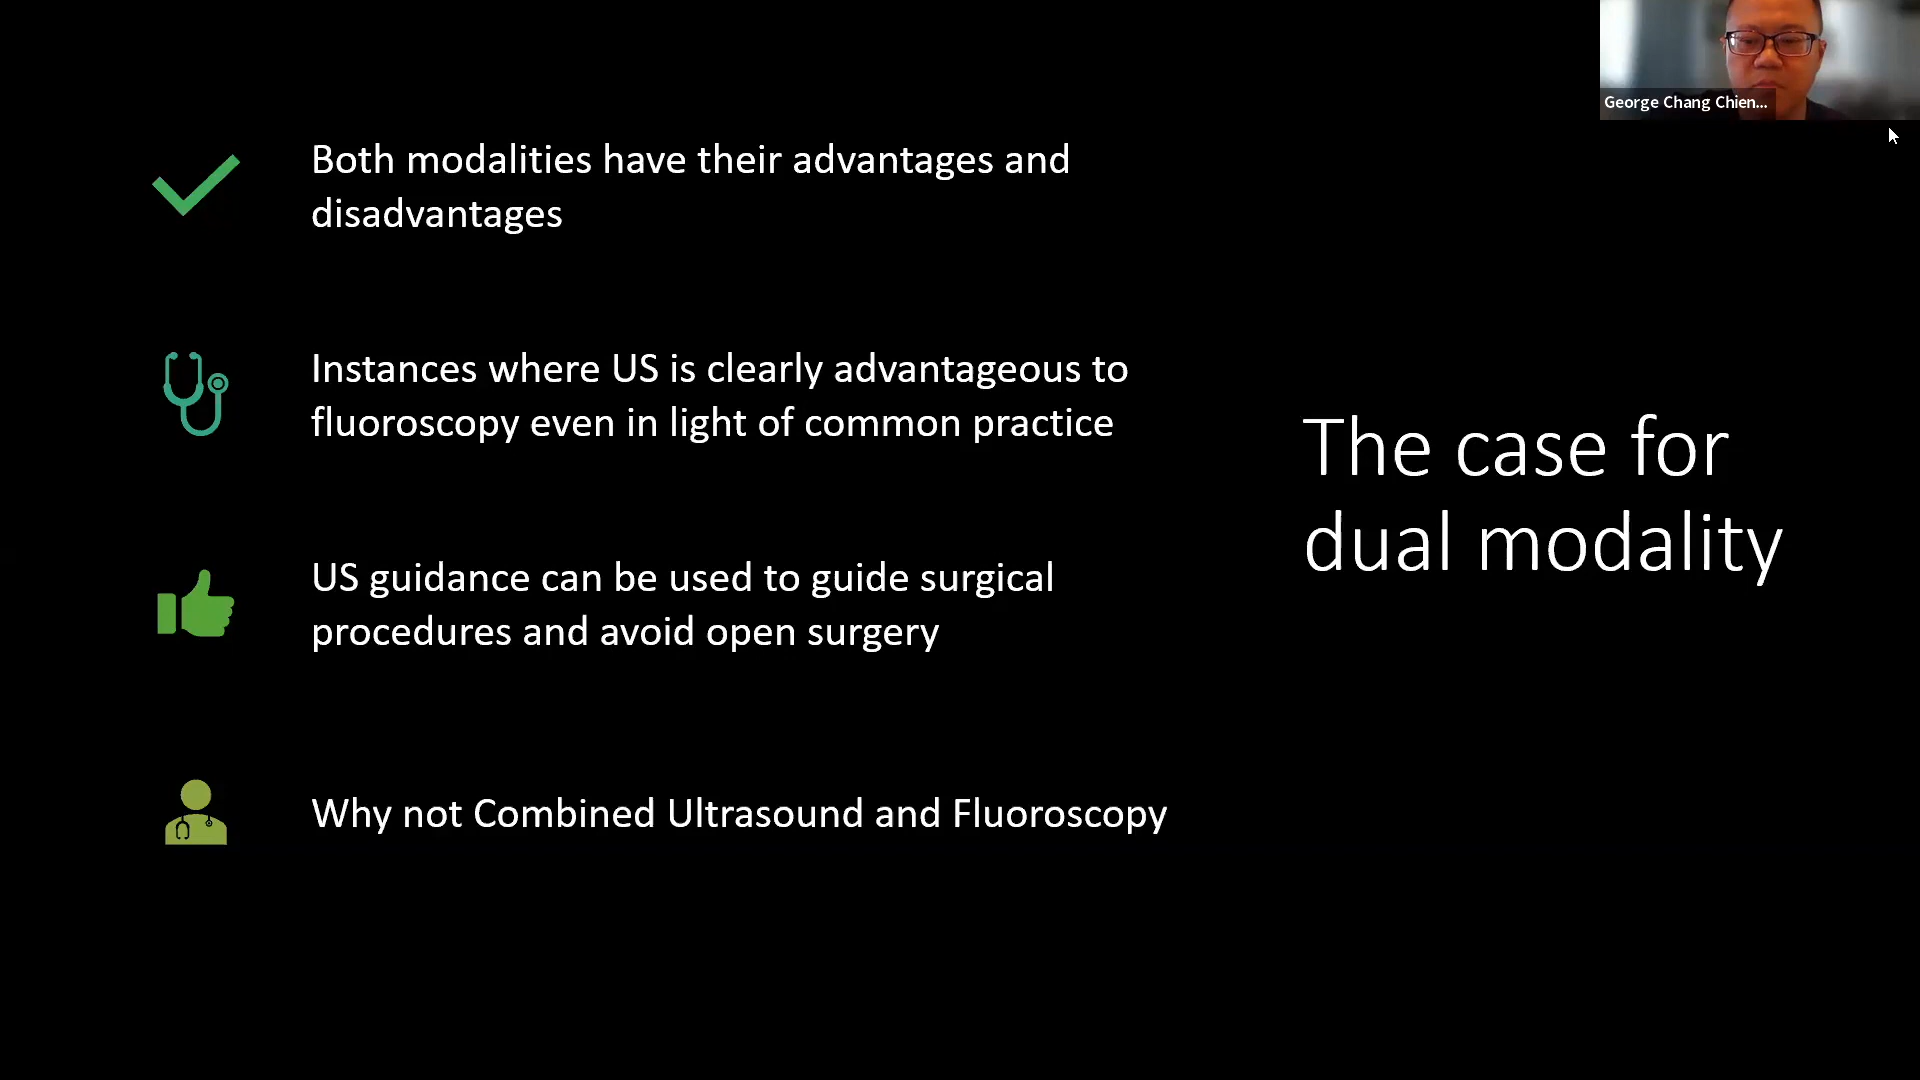 George Chang Chien...
Both modalities have their advantages and
disadvantages
Instances where US is clearly advantageous to
fluoroscopy even in light of common practice
US guidance can be used to guide surgical
procedures and avoid open surgery
Why not Combined Ultrasound and Fluoroscopy
The case for
dual modality